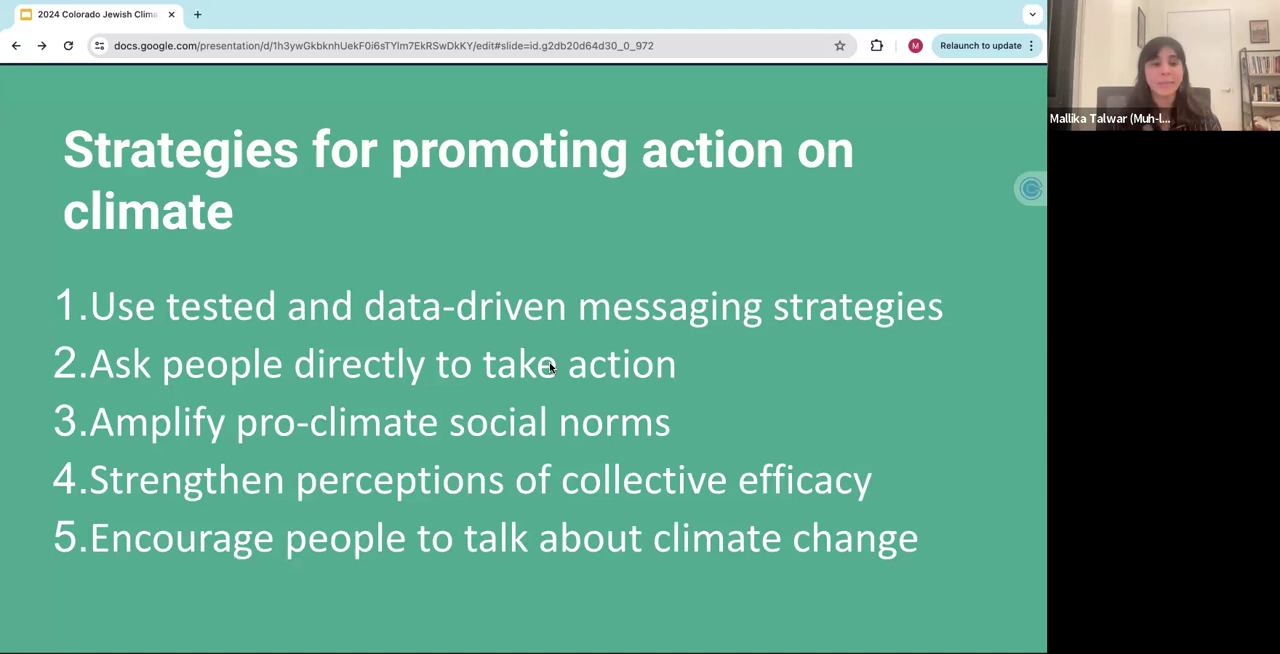 2024 Colorado Jewish Clima
docs.google.com/presentation/d/1h3ywGkbknhUekF0i6sTYlm7EkRSwDkKY/edit#slide=id.g2db20d64d30_0_972
M
Relaunch to update
Mallika Talwar (Muh-l...
Strategies for promoting action on
climate
1.Use tested and data-driven messaging strategies
2.Ask people directly to take action
3.Amplify pro-climate social norms
4.Strengthen perceptions of collective efficacy
5.Encourage people to talk about climate change